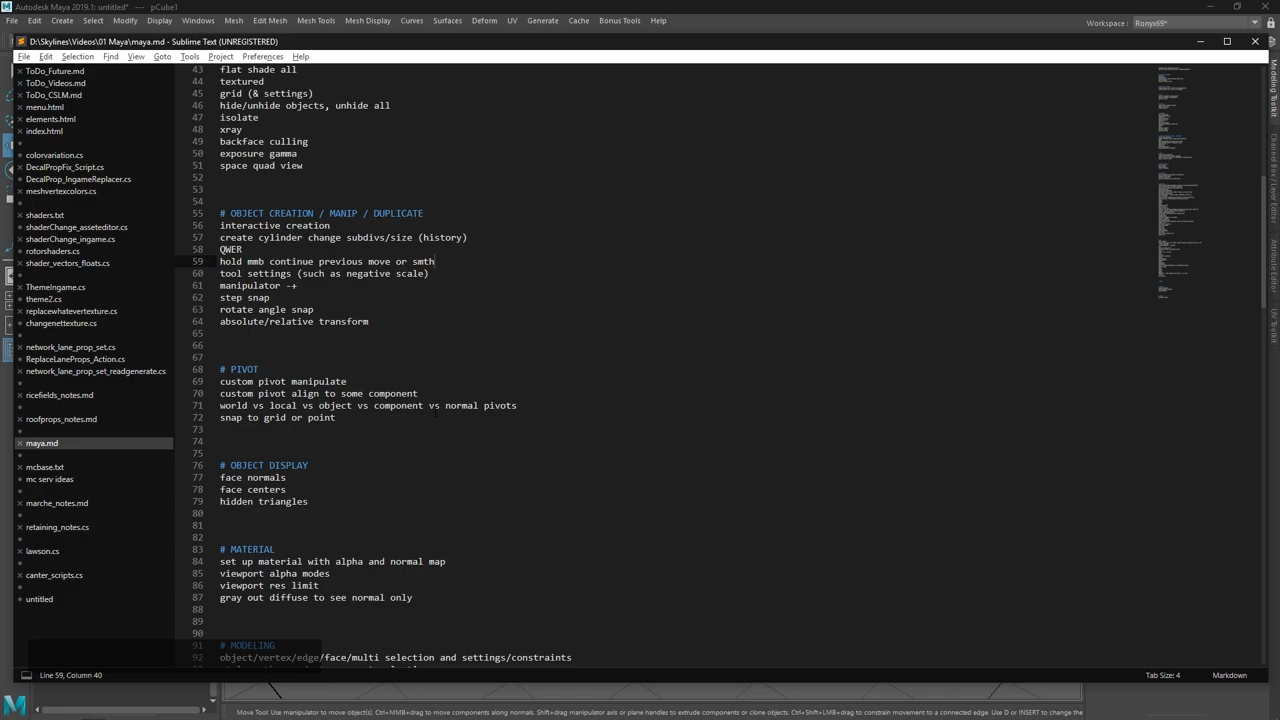 Autodesk Maya 2019.1: untitled*   ---   pCube1
File Edit Create Select Modify Display Windows Mesh Edit Mesh Mesh Tools Mesh Display Curves Surfaces Deform UV Generate Cache Bonus Tools Help
Workspace : Ronyx69*
D:\Skylines\Videos\01 Maya\maya.md - Sublime Text (UNREGISTERED)
File Edit Selection Find View Goto Tools Project Preferences Help
ToDo_Future.md
ToDo_Videos.md
ToDo_CSLM.md
menu.html
elements.html
index.html
colorvariation.cs
DecalPropFix_Script.cs
DecalProp_IngameReplacer.cs
meshvertexcolors.cs
shaders.txt
shaderChange_asseteditor.cs
shaderChange_ingame.cs
rotorshaders.cs
shader_vectors_floats.cs
ThemeIngame.cs
theme2.cs
replacewhatevertexture.cs
changenettexture.cs
network_lane_prop_set.cs
ReplaceLaneProps_Action.cs
network_lane_prop_set_readgenerate.cs
ricefields_notes.md
roofprops_notes.md
maya.md
mcbase.txt
mc serv ideas
marche_notes.md
retaining_notes.cs
lawson.cs
canter_scripts.cs
untitled
43 flat shade all
44 textured
45 grid (& settings)
46 hide/unhide objects, unhide all
47 isolate
48 xray
49 backface culling
50 exposure gamma
51 space quad view
52
53
54
55 # OBJECT CREATION / MANIP / DUPLICATE
56 interactive creation
57 create cylinder change subdivs/size (history)
58 QWER
59 hold mmb continue previous move or smth
60 tool settings (such as negative scale)
61 manipulator -+
62 step snap
63 rotate angle snap
64 absolute/relative transform
65
66
67
68 # PIVOT
69 custom pivot manipulate
70 custom pivot align to some component
71 world vs local vs object vs component vs normal pivots
72 snap to grid or point
73
74
75
76 # OBJECT DISPLAY
77 face normals
78 face centers
79 hidden triangles
80
81
82
83 # MATERIAL
84 set up material with alpha and normal map
85 viewport alpha modes
86 viewport res limit
87 gray out diffuse to see normal only
88
89
90
91 # MODELING
92 object/vertex/edge/face/multi selection and settings/constraints
Modeling Toolkit
Channel Box / Layer Editor
UV Toolkit
Line 59, Column 40
Tab Size: 4
Markdown
Move Tool: Use manipulator to move object(s). Ctrl+MMB+drag to move components along normals. Shift+drag manipulator axis or plane handles to extrude components or clone objects. Ctrl+Shift+LMB+drag to constrain movement to a connected edge. Use D or INSERT to change the